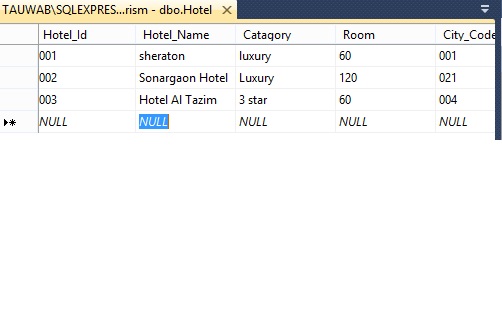 TAUWAB\SQLEXPRES...rism - dbo.Hotel
Hotel_Id Hotel_Name Catagory Room City_Code
001 sheraton luxury 60 001
002 Sonargaon Hotel Luxury 120 021
003 Hotel Al Tazim 3 star 60 004
NULL NULL NULL NULL NULL